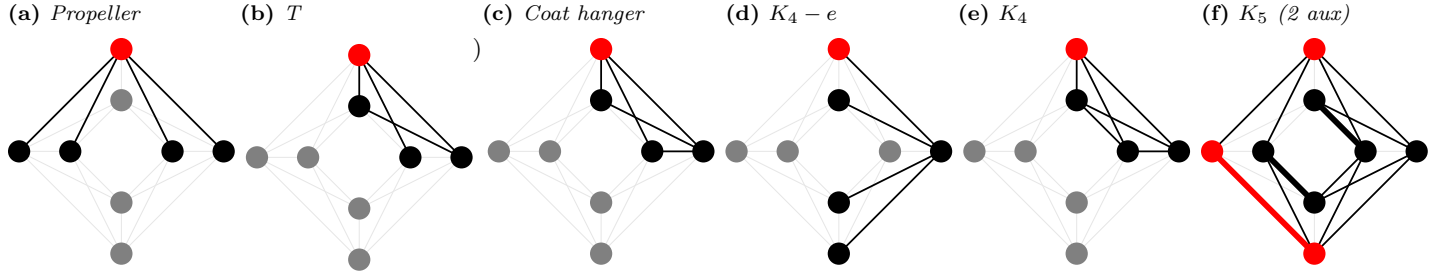 (a) Propeller
(b) T
(c) Coat hanger
(d) K₄ − e
(e) K₄
(f) K₅ (2 aux)
)